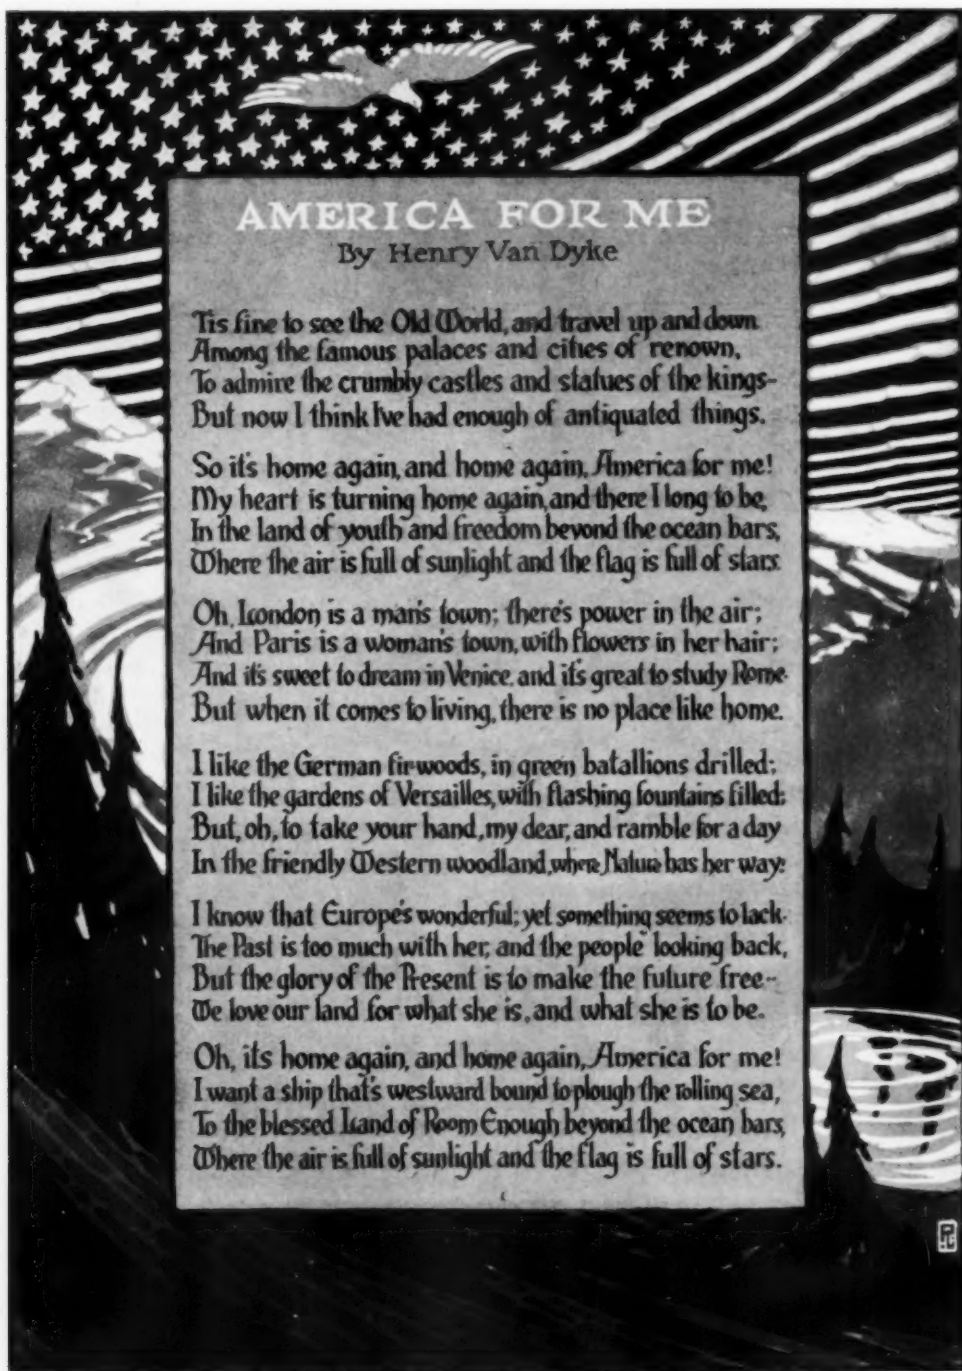 AMERICA FOR ME
By Henry Van Dyke
Tis fine to see the Old World, and travel up and down
Among the famous palaces and cities of renown,
To admire the crumbly castles and statues of the kings-
But now I think I've had enough of antiquated things.
So it's home again, and home again, America for me!
My heart is turning home again, and there I long to be,
In the land of youth and freedom beyond the ocean bars,
Where the air is full of sunlight and the flag is full of stars.
Oh, London is a man's town; there's power in the air;
And Paris is a woman's town, with flowers in her hair;
And it's sweet to dream in Venice, and it's great to study Rome-
But when it comes to living, there is no place like home.
I like the German fir-woods, in green batallions drilled;
I like the gardens of Versailles, with flashing fountains filled;
But, oh, to take your hand, my dear, and ramble for a day
In the friendly Western woodland, where Nature has her way.
I know that Europe's wonderful; yet something seems to lack.
The Past is too much with her, and the people looking back,
But the glory of the Present is to make the future free--
We love our land for what she is, and what she is to be.
Oh, it's home again, and home again, America for me!
I want a ship that's westward bound to plough the rolling sea,
To the blessed Land of Room Enough beyond the ocean bars,
Where the air is full of sunlight and the flag is full of stars.